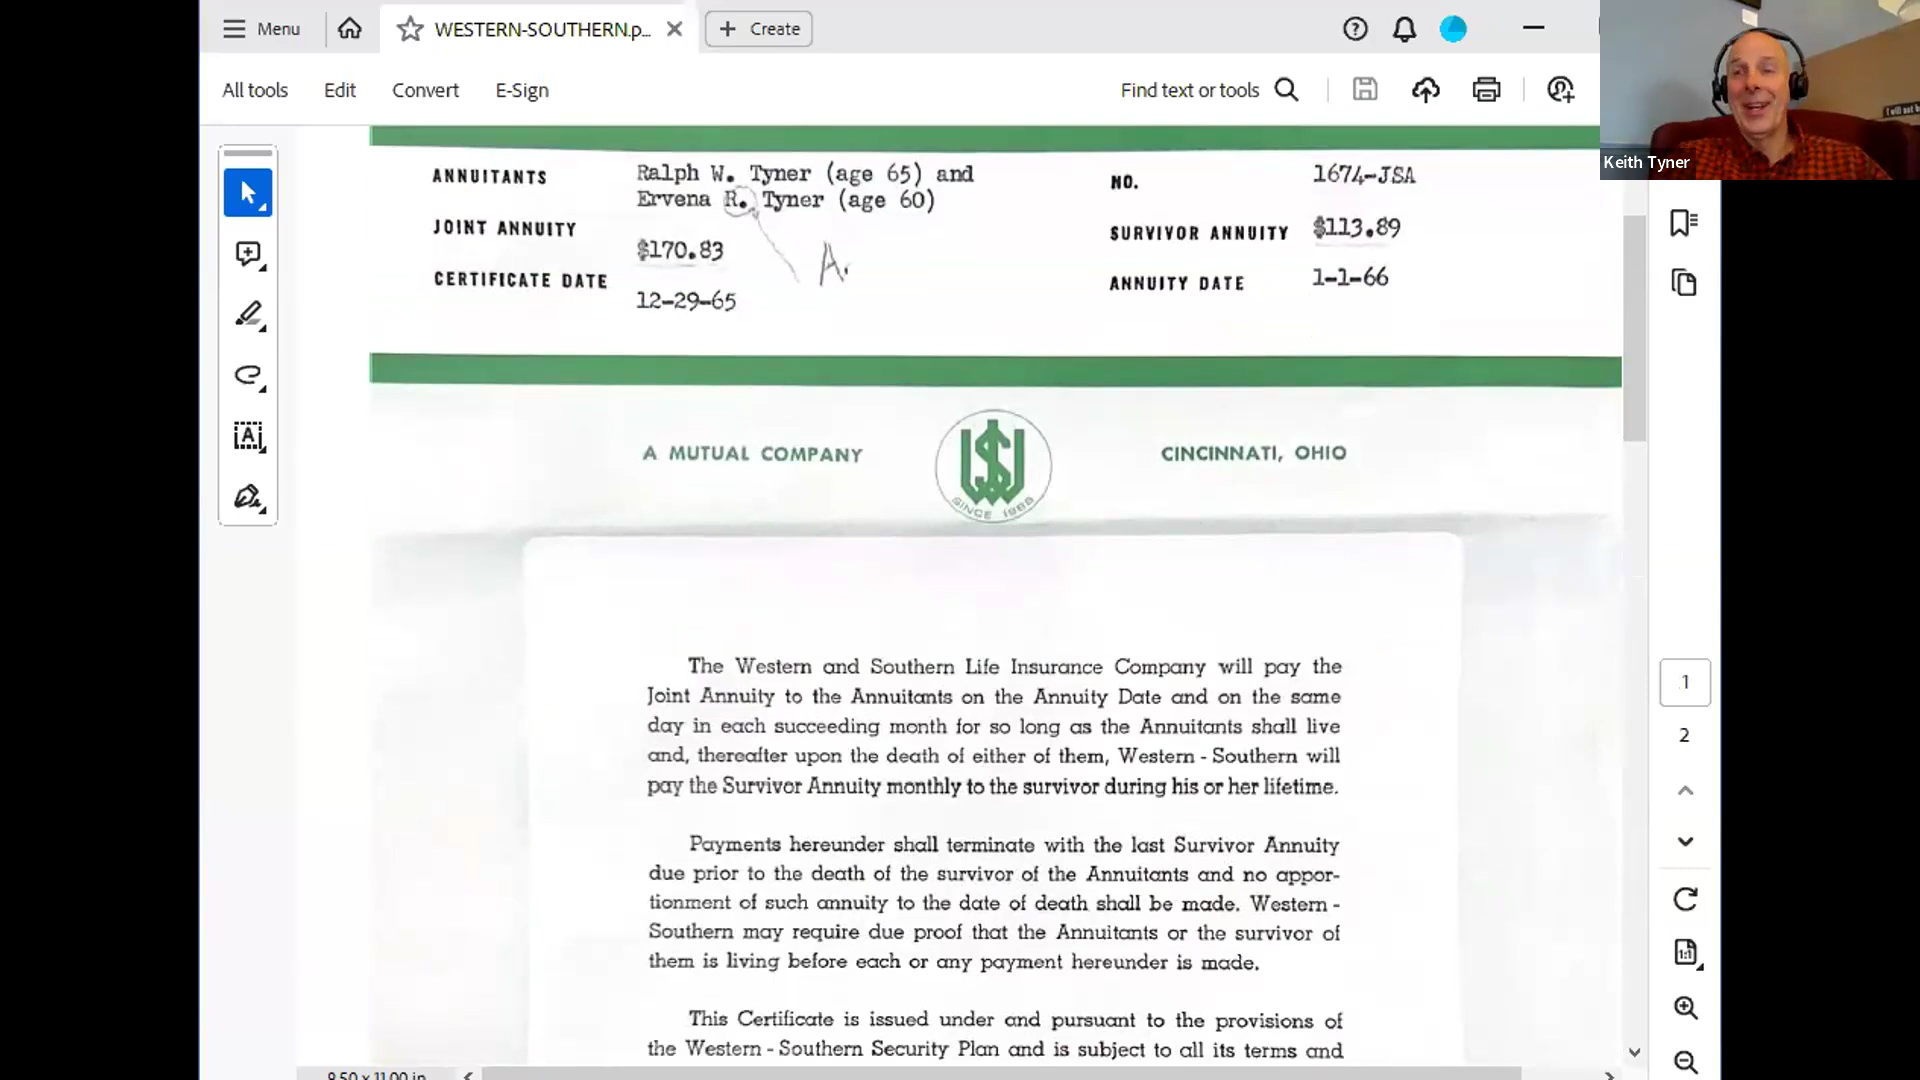 Menu
WESTERN-SOUTHERN.p...
Create
All tools
Edit
Convert
E-Sign
Find text or tools
Keith Tyner
ANNUITANTS
Ralph W. Tyner (age 65) and
Ervena R. Tyner (age 60)
NO.
1674-JSA
JOINT ANNUITY
$170.83
A.
SURVIVOR ANNUITY
$113.89
CERTIFICATE DATE
12-29-65
ANNUITY DATE
1-1-66
A MUTUAL COMPANY
CINCINNATI, OHIO
The Western and Southern Life Insurance Company will pay the
Joint Annuity to the Annuitants on the Annuity Date and on the same
day in each succeeding month for so long as the Annuitants shall live
and, thereafter upon the death of either of them, Western - Southern will
pay the Survivor Annuity monthly to the survivor during his or her lifetime.
Payments hereunder shall terminate with the last Survivor Annuity
due prior to the death of the survivor of the Annuitants and no appor-
tionment of such annuity to the date of death shall be made. Western -
Southern may require due proof that the Annuitants or the survivor of
them is living before each or any payment hereunder is made.
This Certificate is issued under and pursuant to the provisions of
the Western - Southern Security Plan and is subject to all its terms and
1
2
8.50 x 11.00 in